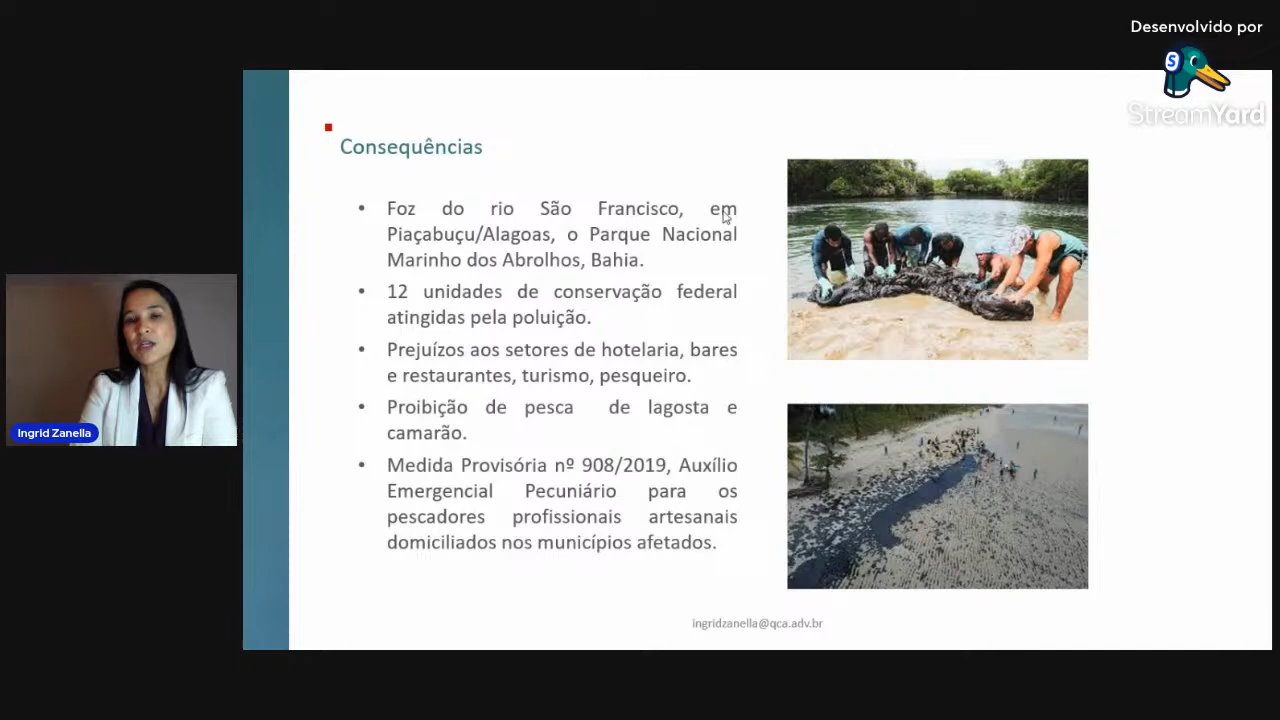 Desenvolvido por
StreamYard
Consequências
• Foz do rio São Francisco, em
Piaçabuçu/Alagoas, o Parque Nacional
Marinho dos Abrolhos, Bahia.
• 12 unidades de conservação federal
atingidas pela poluição.
• Prejuízos aos setores de hotelaria, bares
e restaurantes, turismo, pesqueiro.
• Proibição de pesca de lagosta e
camarão.
• Medida Provisória nº 908/2019, Auxílio
Emergencial Pecuniário para os
pescadores profissionais artesanais
domiciliados nos municípios afetados.
Ingrid Zanella
ingridzanella@qca.adv.br